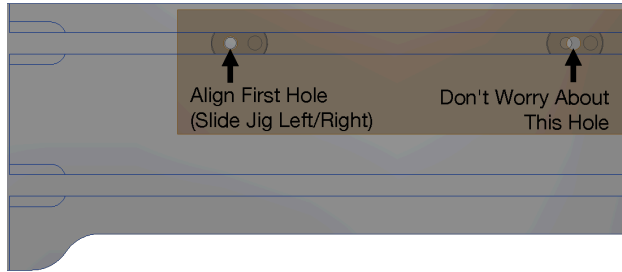 Align First Hole
(Slide Jig Left/Right)
Don't Worry About
This Hole